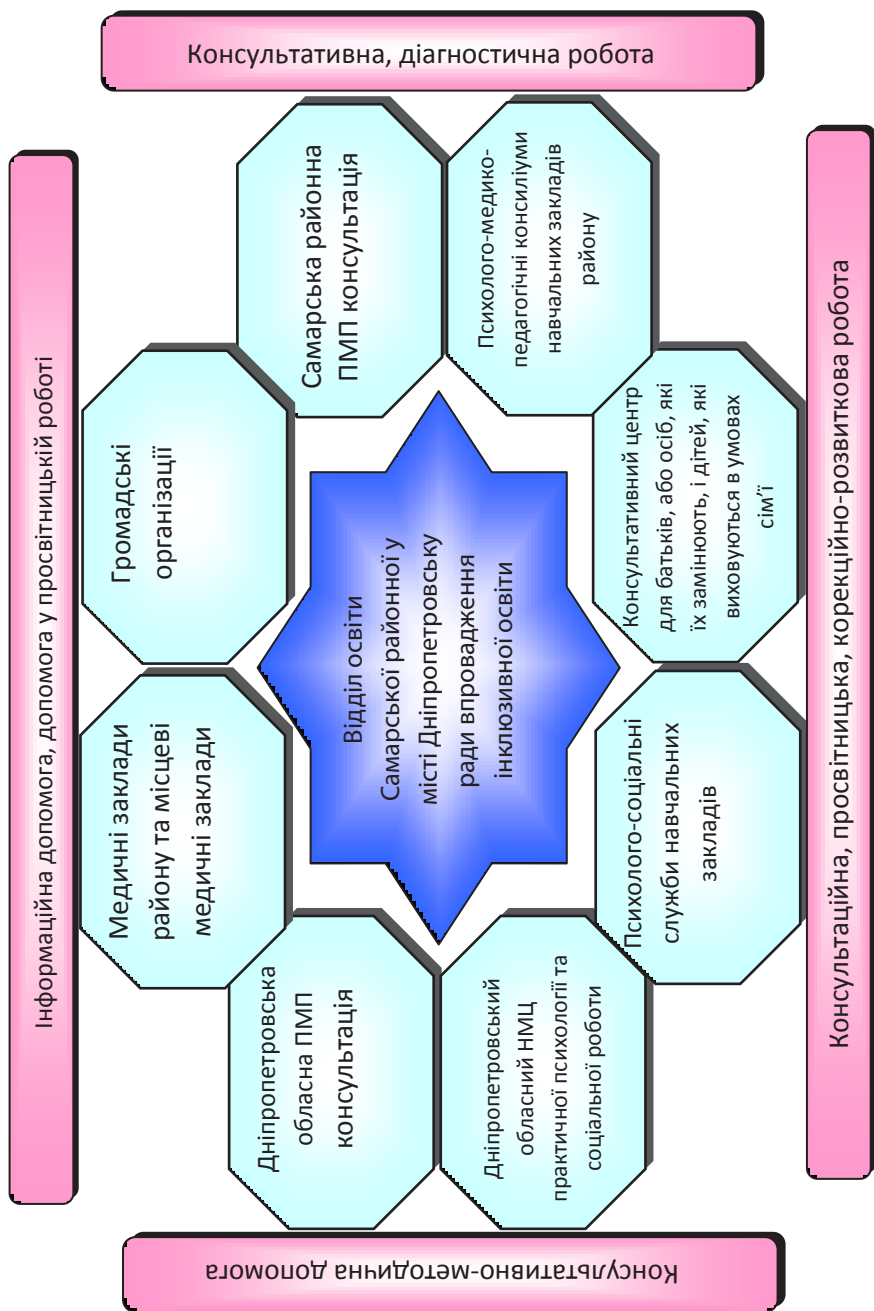 Інформаційна допомога, допомога у просвітницькій роботі
Консультативно-методична допомога
Дніпропетровська
обласна ПМП
консультація
Медичні заклади
району та місцеві
медичні заклади
Громадські
організації
Самарська районна
ПМП консультація
Консультативна, діагностична робота
Відділ освіти
Самарської районної у
місті Дніпропетровську
ради впровадження
інклюзивної освіти
Дніпропетровський
обласний НМЦ
практичної психології та
соціальної роботи
Психолого-соціальні
служби навчальних
закладів
Консультативний центр
для батьків, або осіб, які
їх замінюють, і дітей, які
виховуються в умовах
сім’ї
Психолого-медико-
педагогічні консиліуми
навчальних закладів
району
Консультаційна, просвітницька, корекційно-розвиткова робота